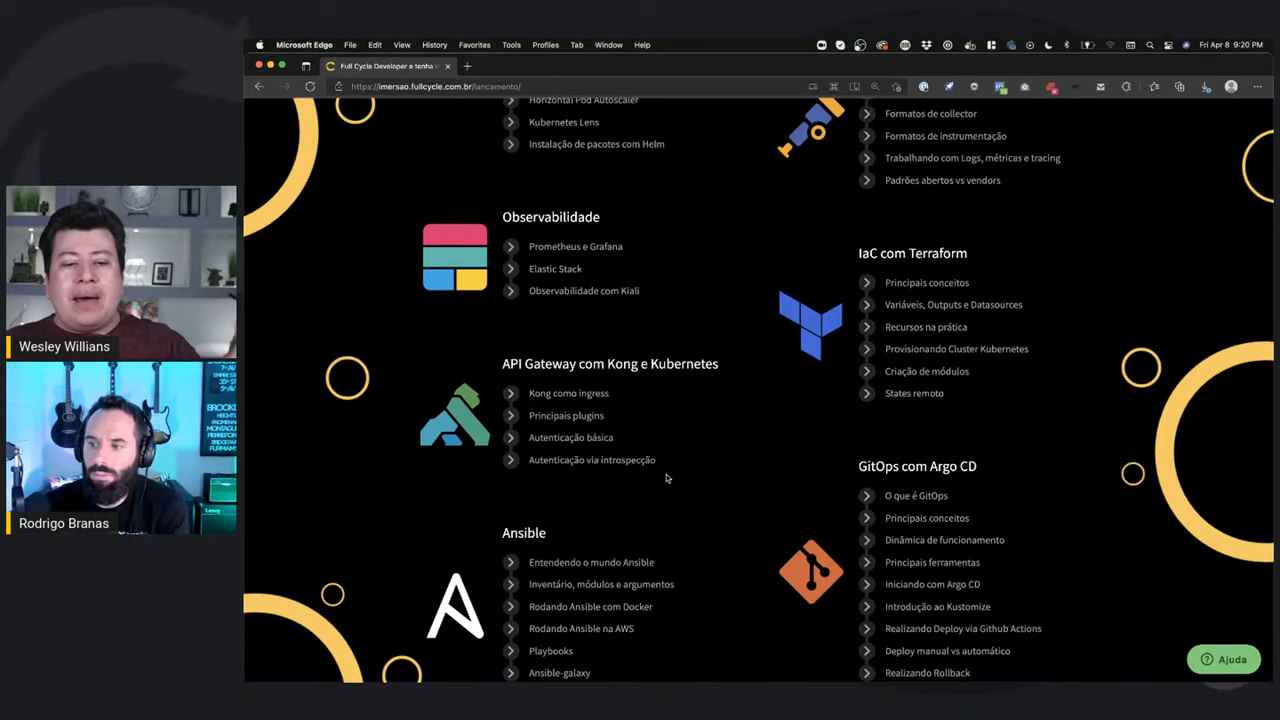 Microsoft Edge File Edit View History Favorites Tools Profiles Tab Window Help
Fri Apr 8 9:20 PM
Full Cycle Developer e tenha
https://imersao.fullcycle.com.br/lancamento/
Horizontal Pod Autoscaler
Kubernetes Lens
Instalação de pacotes com Helm
Observabilidade
Prometheus e Grafana
Elastic Stack
Observabilidade com Kiali
API Gateway com Kong e Kubernetes
Kong como ingress
Principais plugins
Autenticação básica
Autenticação via introspecção
Ansible
Entendendo o mundo Ansible
Inventário, módulos e argumentos
Rodando Ansible com Docker
Rodando Ansible na AWS
Playbooks
Ansible-galaxy
Formatos de collector
Formatos de instrumentação
Trabalhando com Logs, métricas e tracing
Padrões abertos vs vendors
IaC com Terraform
Principais conceitos
Variáveis, Outputs e Datasources
Recursos na prática
Provisionando Cluster Kubernetes
Criação de módulos
States remoto
GitOps com Argo CD
O que é GitOps
Principais conceitos
Dinâmica de funcionamento
Principais ferramentas
Iniciando com Argo CD
Introdução ao Kustomize
Realizando Deploy via Github Actions
Deploy manual vs automático
Realizando Rollback
Ajuda
Wesley Willians
BROOKL
HEIGHTS
Rodrigo Branas